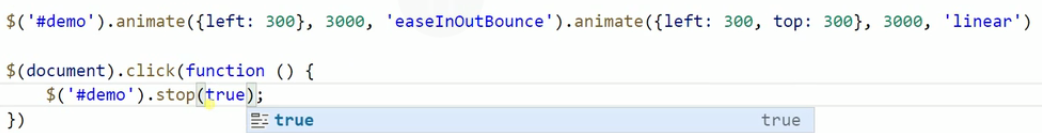 $('#demo').animate({left: 300}, 3000, 'easeInOutBounce').animate({left: 300, top: 300}, 3000, 'linear')
$(document).click(function () {
$('#demo').stop(true);
true true
})